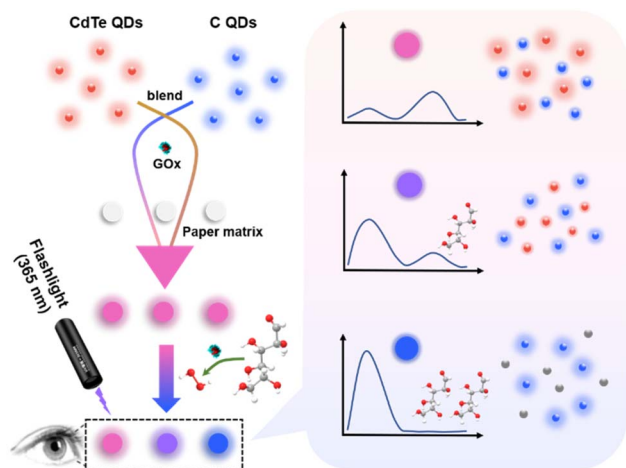 CdTe QDs
C QDs
blend
GOx
Paper matrix
Flashlight
(365 nm)